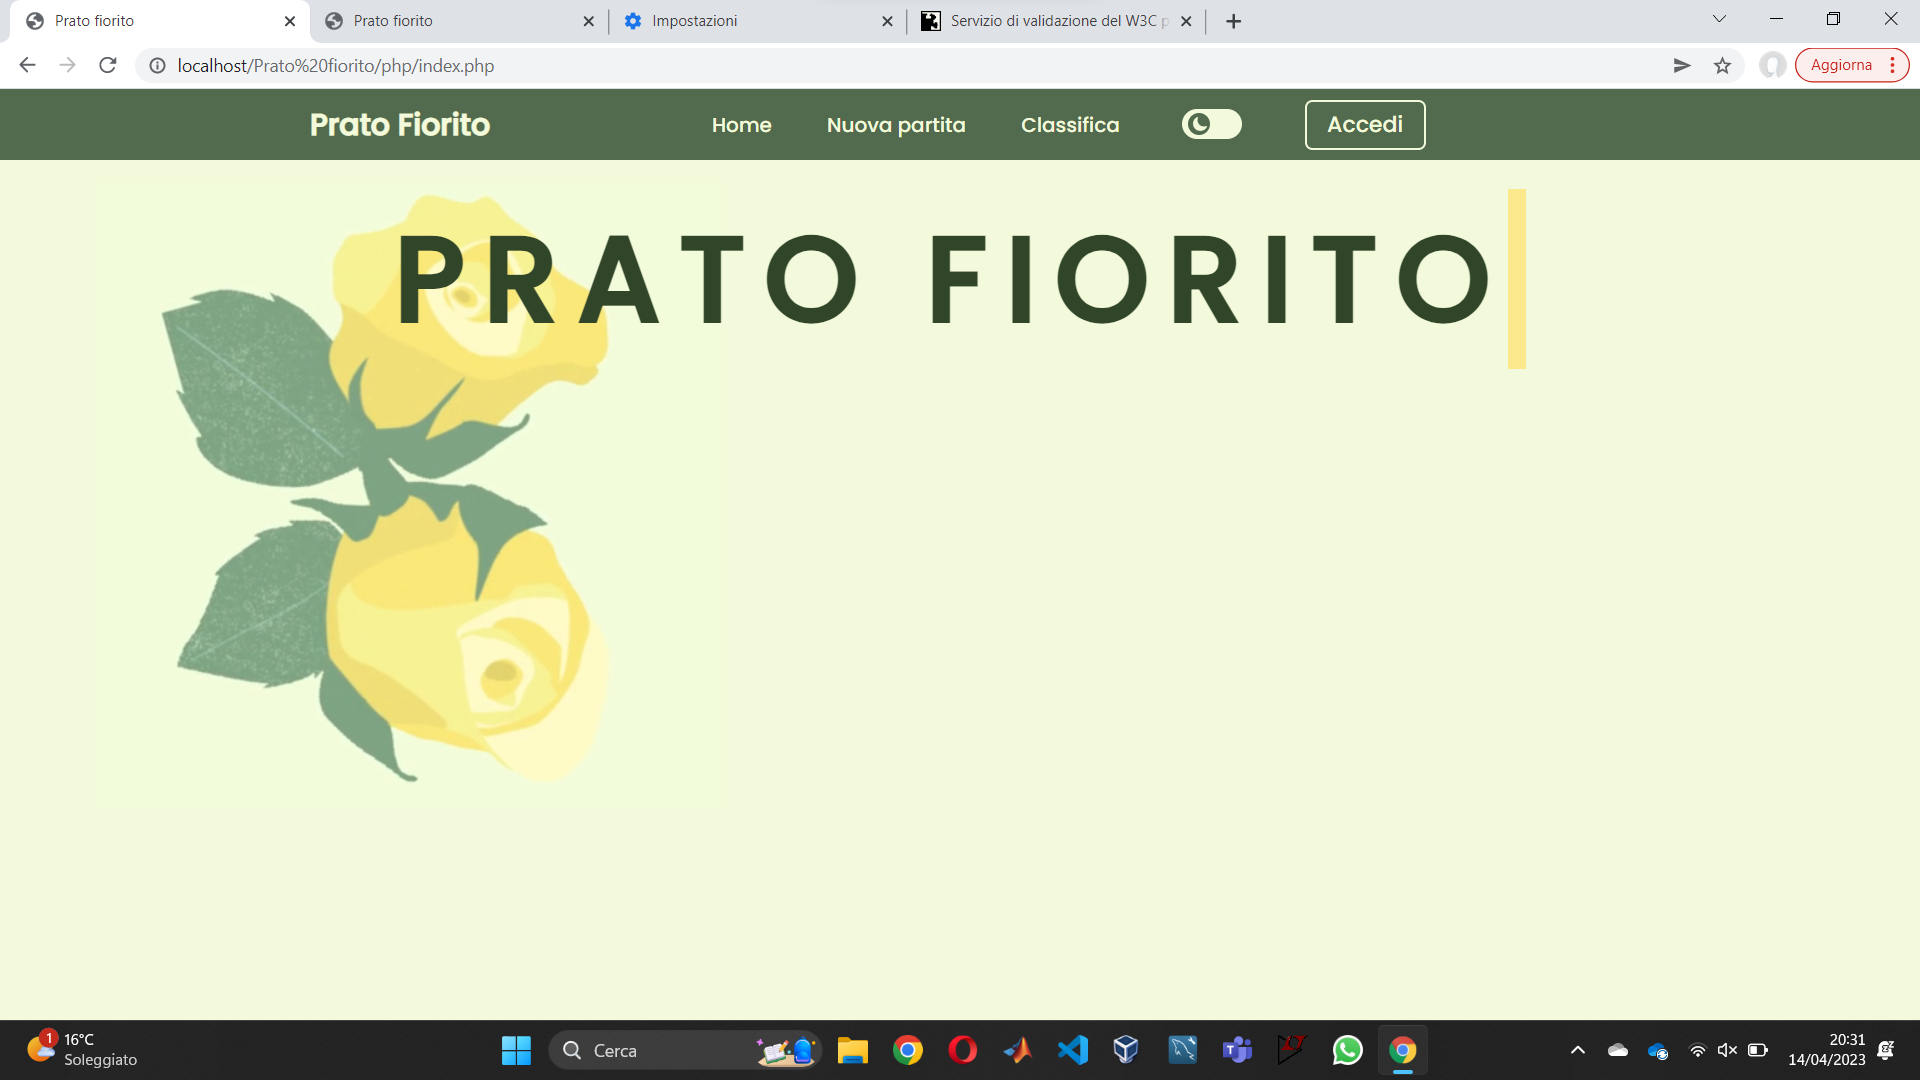 Prato fiorito
Prato fiorito
Impostazioni
Servizio di validazione del W3C p
localhost/Prato%20fiorito/php/index.php
Aggiorna
Prato Fiorito
Home
Nuova partita
Classifica
Accedi
PRATO FIORITO
1
16°C
Soleggiato
Cerca
20:31
14/04/2023